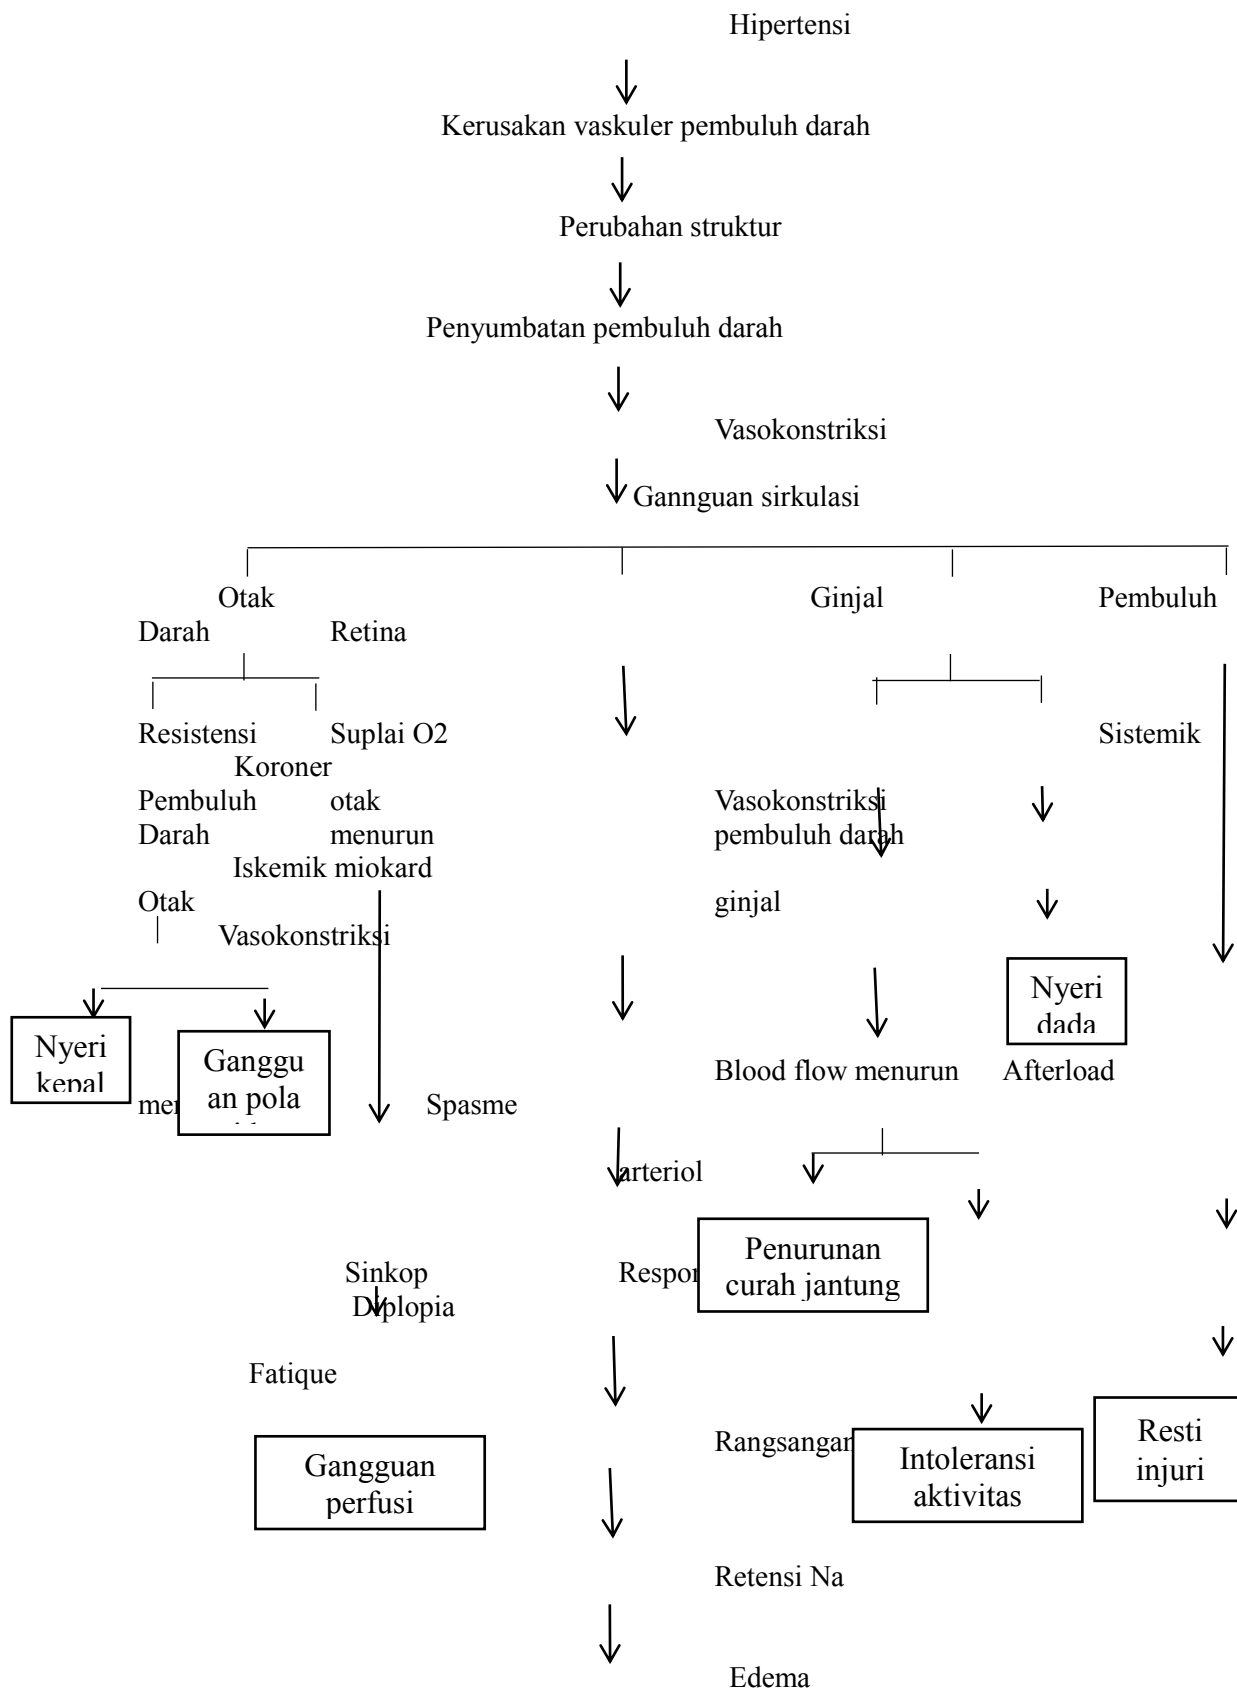 Hipertensi
Kerusakan vaskuler pembuluh darah
Perubahan struktur
Penyumbatan pembuluh darah
Vasokonstriksi
Gannguan sirkulasi
Otak Ginjal Pembuluh
Darah Retina
Resistensi Suplai O2 Sistemik
Koroner
Pembuluh otak Vasokonstriksi
Darah menurun pembuluh darah
Iskemik miokard
Otak ginjal
Vasokonstriksi
Nyeri
dada
Nyeri
kepal
Ganggu
an pola
Blood flow menurun Afterload
Spasme
arteriol
Penurunan
curah jantung
Sinkop
Diplopia
Fatique
Rangsangan
Intoleransi
aktivitas
Resti
injuri
Gangguan
perfusi
Retensi Na
Edema